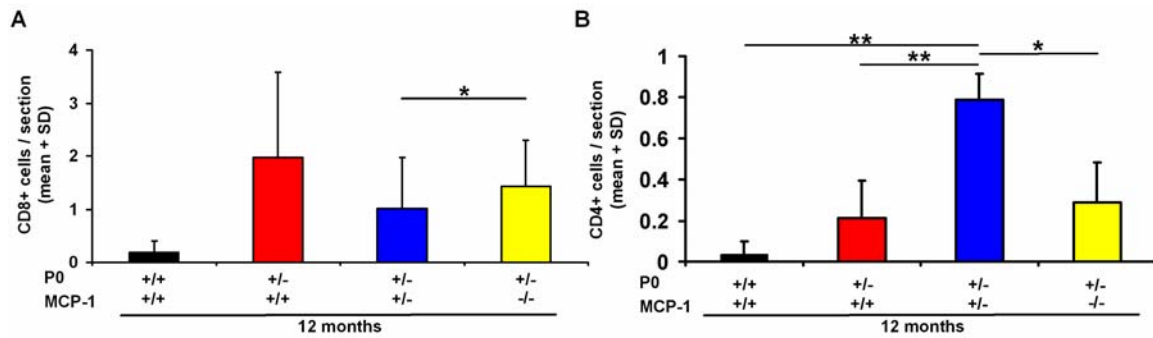 A
B
CD8+ cells / section
(mean + SD)
4
3
2
1
0
*
P0 +/+ +/- +/- +/-
MCP-1 +/+ +/+ +/- -/-
12 months
CD4+ cells / section
(mean + SD)
1
0.8
0.6
0.4
0.2
0
**
**
*
P0 +/+ +/- +/- +/-
MCP-1 +/+ +/+ +/- -/-
12 months